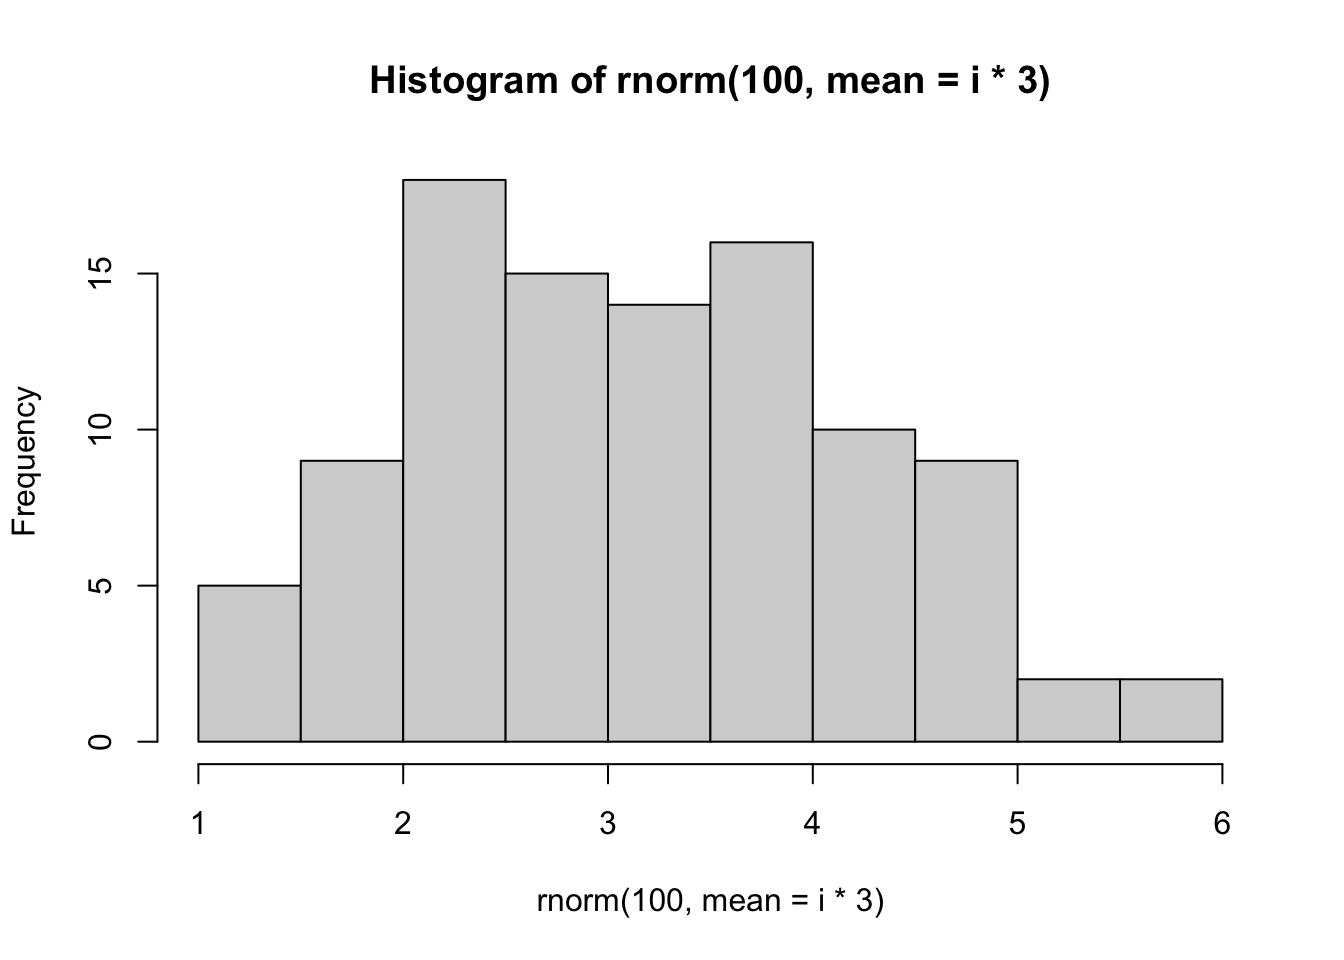 Histogram of rnorm(100, mean = i * 3)
Frequency
15
10
5
0
1 2 3 4 5 6
rnorm(100, mean = i * 3)